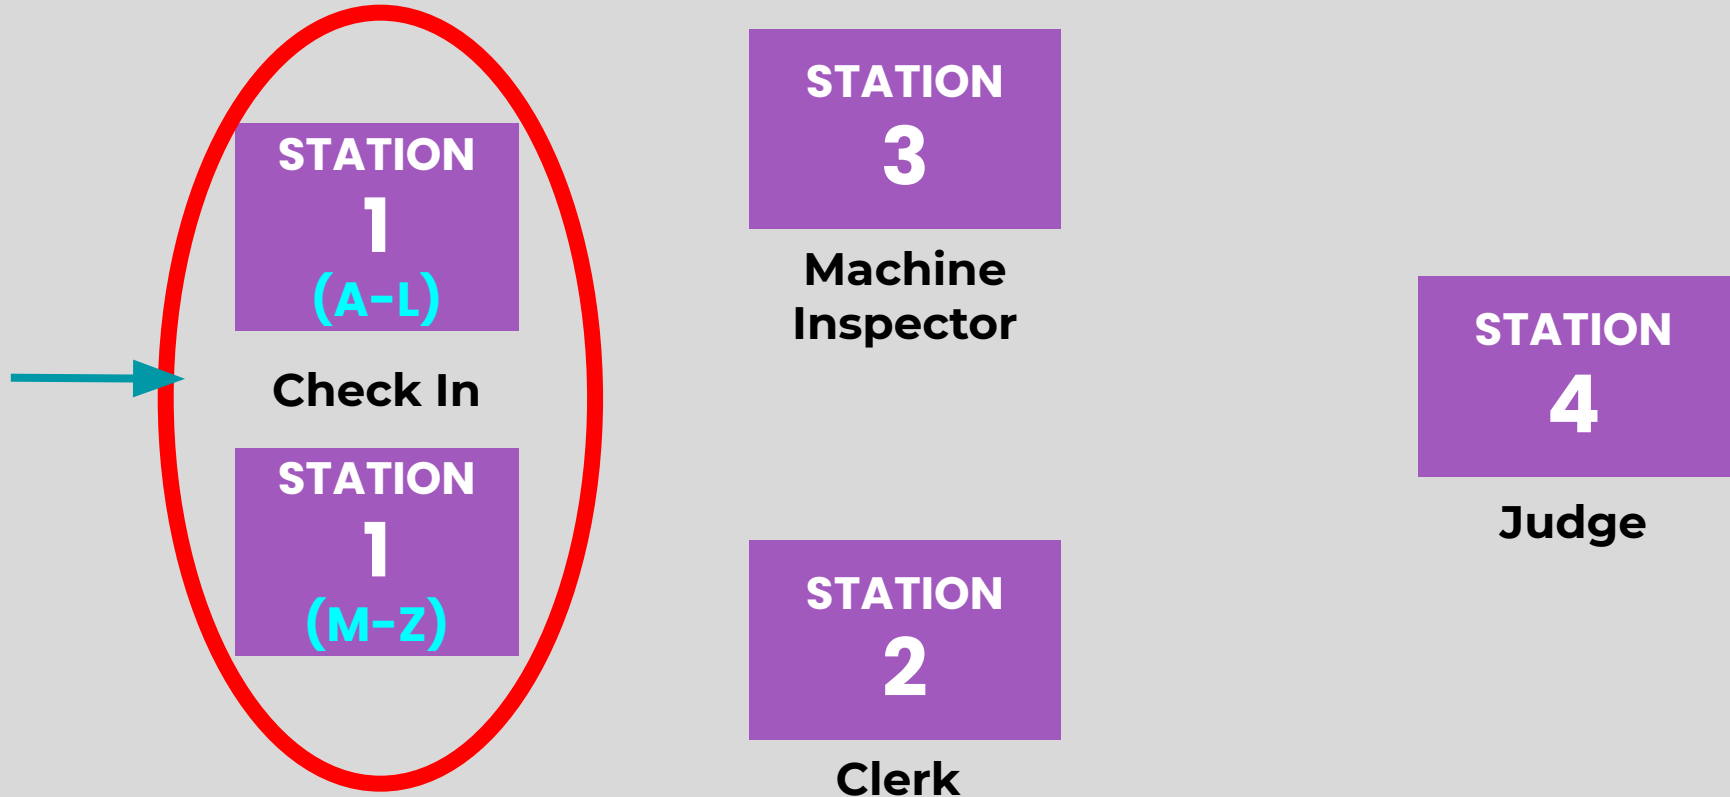 STATION
1
(A-L)
Check In
STATION
1
(M-Z)
STATION
3
Machine
Inspector
STATION
2
Clerk
STATION
4
Judge